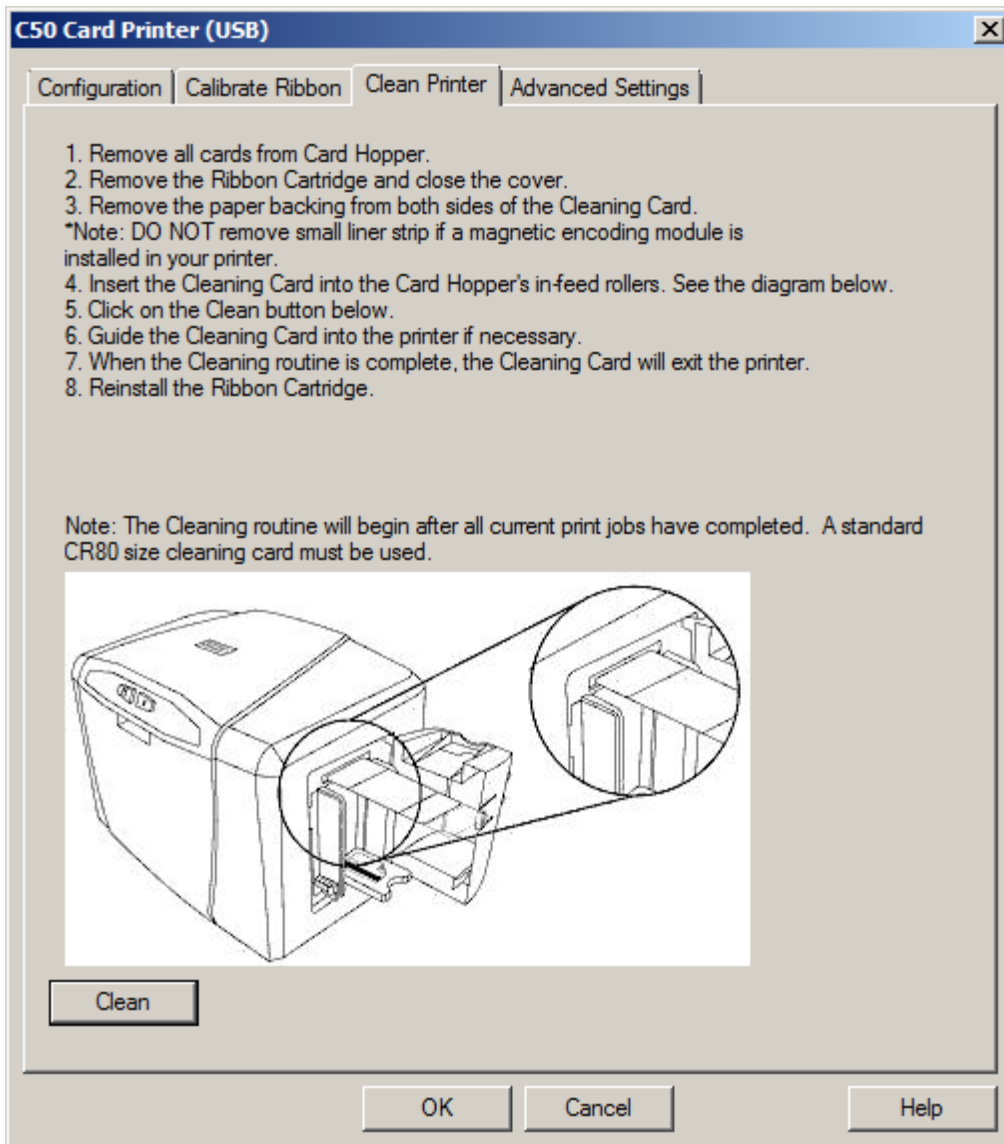 C50 Card Printer (USB)
Configuration
Calibrate Ribbon
Clean Printer
Advanced Settings
1. Remove all cards from Card Hopper.
2. Remove the Ribbon Cartridge and close the cover.
3. Remove the paper backing from both sides of the Cleaning Card.
*Note: DO NOT remove small liner strip if a magnetic encoding module is
installed in your printer.
4. Insert the Cleaning Card into the Card Hopper's in-feed rollers. See the diagram below.
5. Click on the Clean button below.
6. Guide the Cleaning Card into the printer if necessary.
7. When the Cleaning routine is complete, the Cleaning Card will exit the printer.
8. Reinstall the Ribbon Cartridge.
Note: The Cleaning routine will begin after all current print jobs have completed. A standard
CR80 size cleaning card must be used.
Clean
OK
Cancel
Help